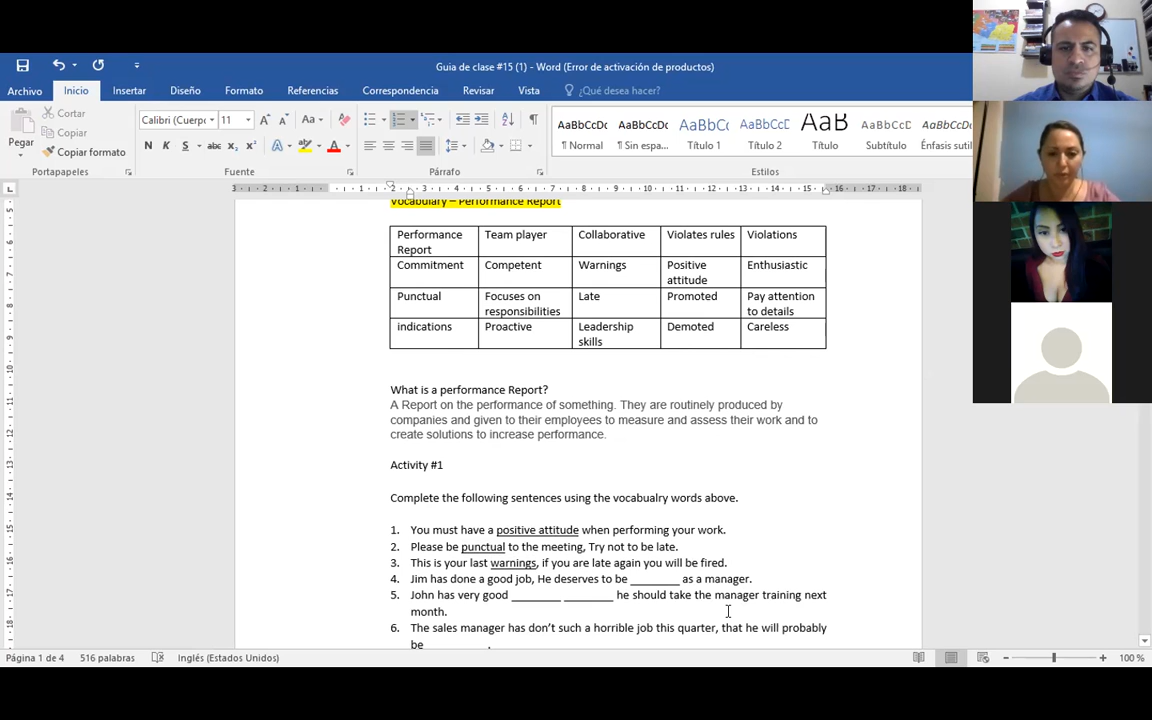 Guia de clase #15 (1) - Word (Error de activación de productos)
Archivo Inicio Insertar Diseño Formato Referencias Correspondencia Revisar Vista ¿Qué desea hacer?
Pegar
Cortar
Copiar
Copiar formato
Portapapeles
Calibri (Cuerpo 11
N K S abc x₂ x²
Fuente
Párrafo
AaBbCcDc AaBbCcDc AaBbCcD AaBbCcD AaB AaBbCcD AaBbCcD
¶ Normal ¶ Sin espa... Título 1 Título 2 Título Subtítulo Énfasis sutil
Estilos
Vocabulary – Performance Report
Performance Report Team player Collaborative Violates rules Violations
Commitment Competent Warnings Positive attitude Enthusiastic
Punctual Focuses on responsibilities Late Promoted Pay attention to details
indications Proactive Leadership skills Demoted Careless
What is a performance Report?
A Report on the performance of something. They are routinely produced by
companies and given to their employees to measure and assess their work and to
create solutions to increase performance.
Activity #1
Complete the following sentences using the vocabualry words above.
1. You must have a positive attitude when performing your work.
2. Please be punctual to the meeting, Try not to be late.
3. This is your last warnings, if you are late again you will be fired.
4. Jim has done a good job, He deserves to be ________ as a manager.
5. John has very good ________ ________ he should take the manager training next
month.
6. The sales manager has don't such a horrible job this quarter, that he will probably
be __________.
Página 1 de 4 516 palabras Inglés (Estados Unidos) 100 %